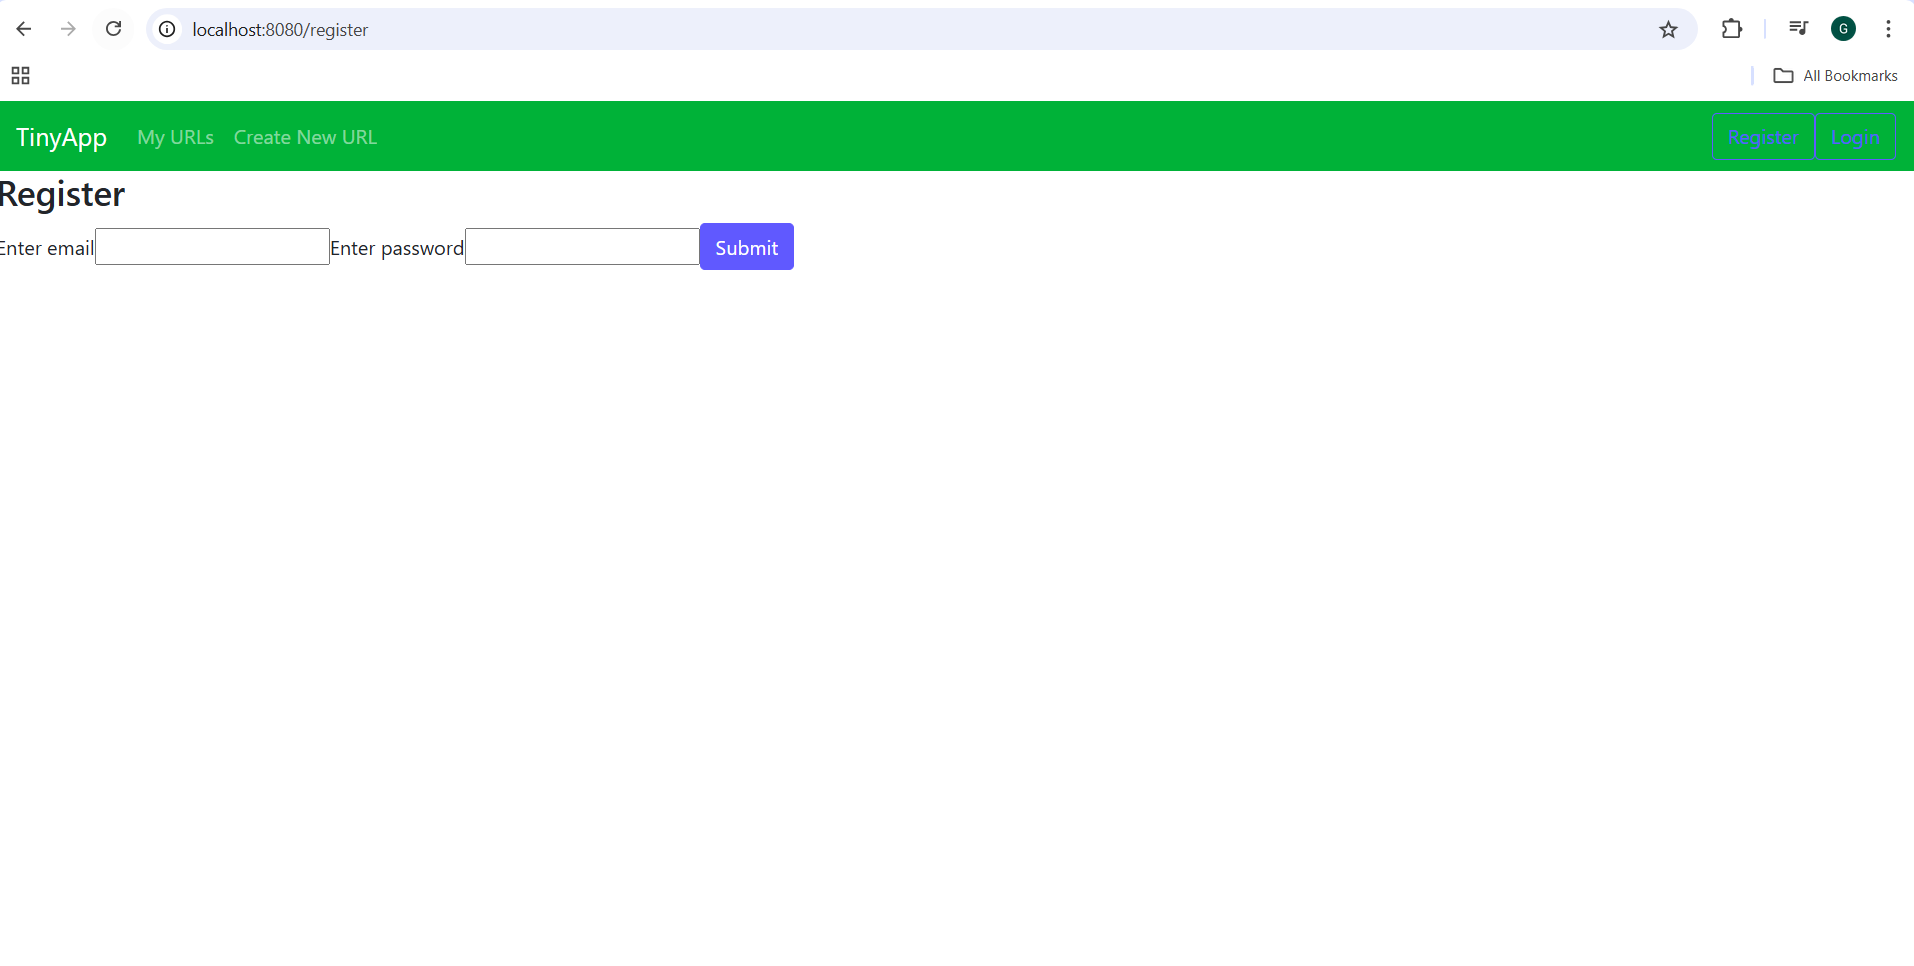 localhost:8080/register
G
All Bookmarks
TinyApp My URLs Create New URL Register Login
Register
Enter email Enter password Submit